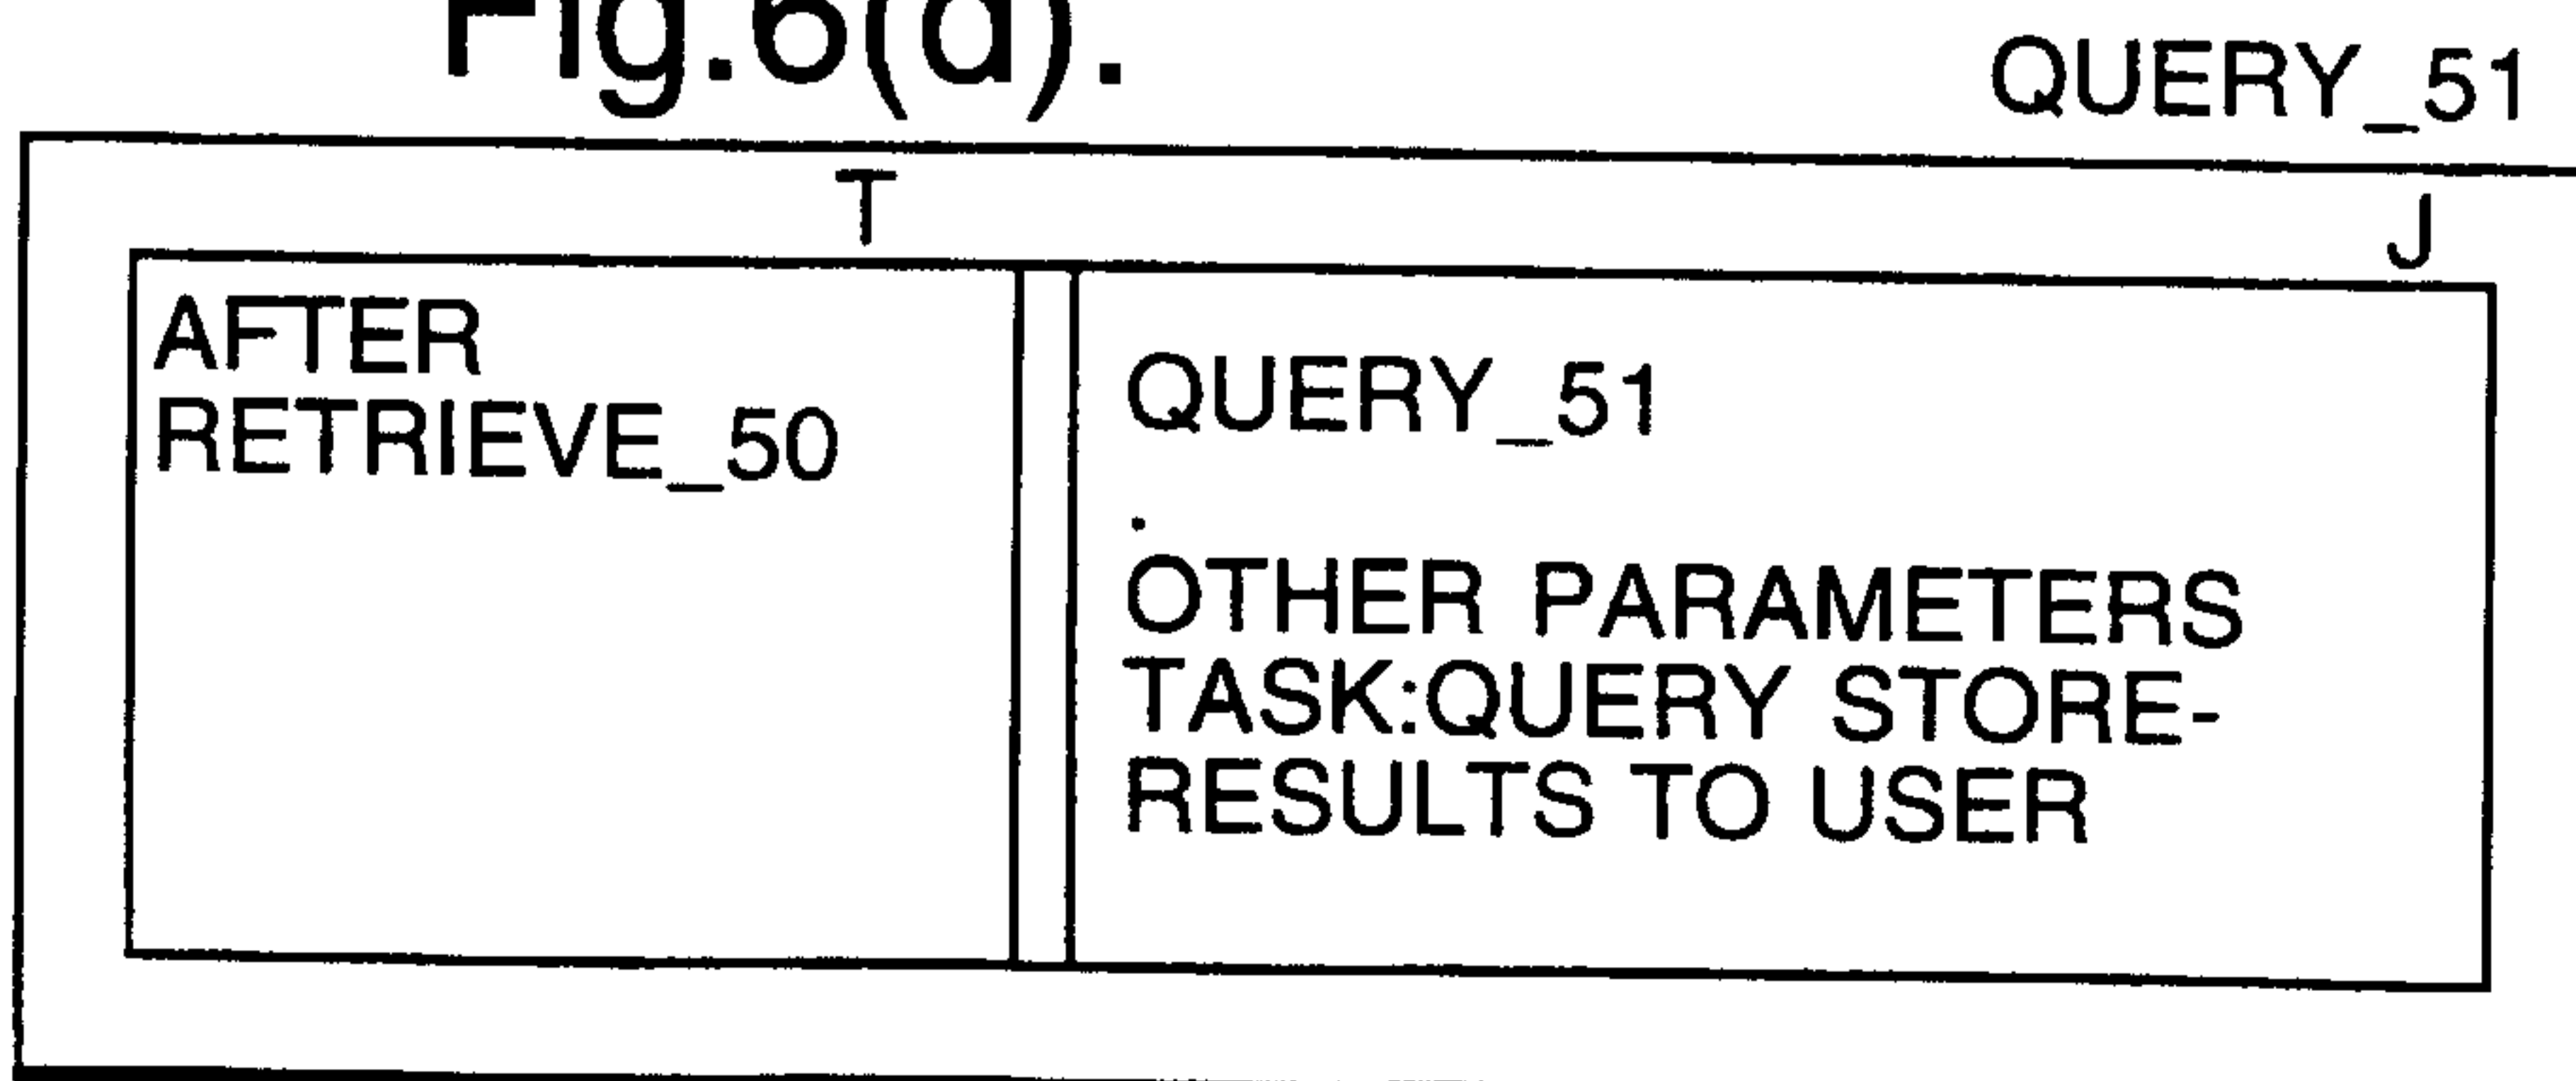 Fig.6(d).
QUERY_51
T
J
AFTER
RETRIEVE_50
QUERY_51
.
OTHER PARAMETERS
TASK:QUERY STORE-
RESULTS TO USER